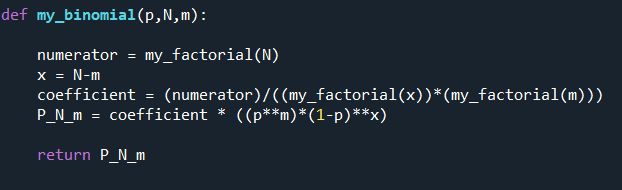 def my_binomial(p,N,m):
    numerator = my_factorial(N)
    x = N-m
    coefficient = (numerator)/((my_factorial(x))*(my_factorial(m)))
    P_N_m = coefficient * ((p**m)*(1-p)**x)
    return P_N_m